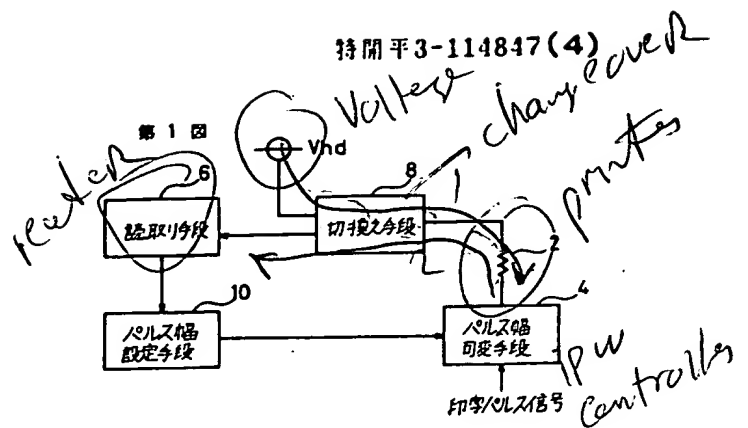 特開平3-114847(4)
第1図
Voltage
changeover
Vhd
reader
6
8
printer
読取り手段
切換え手段
2
10
4
パルス幅
設定手段
パルス幅
可変手段
PW
controller
印字パルス信号